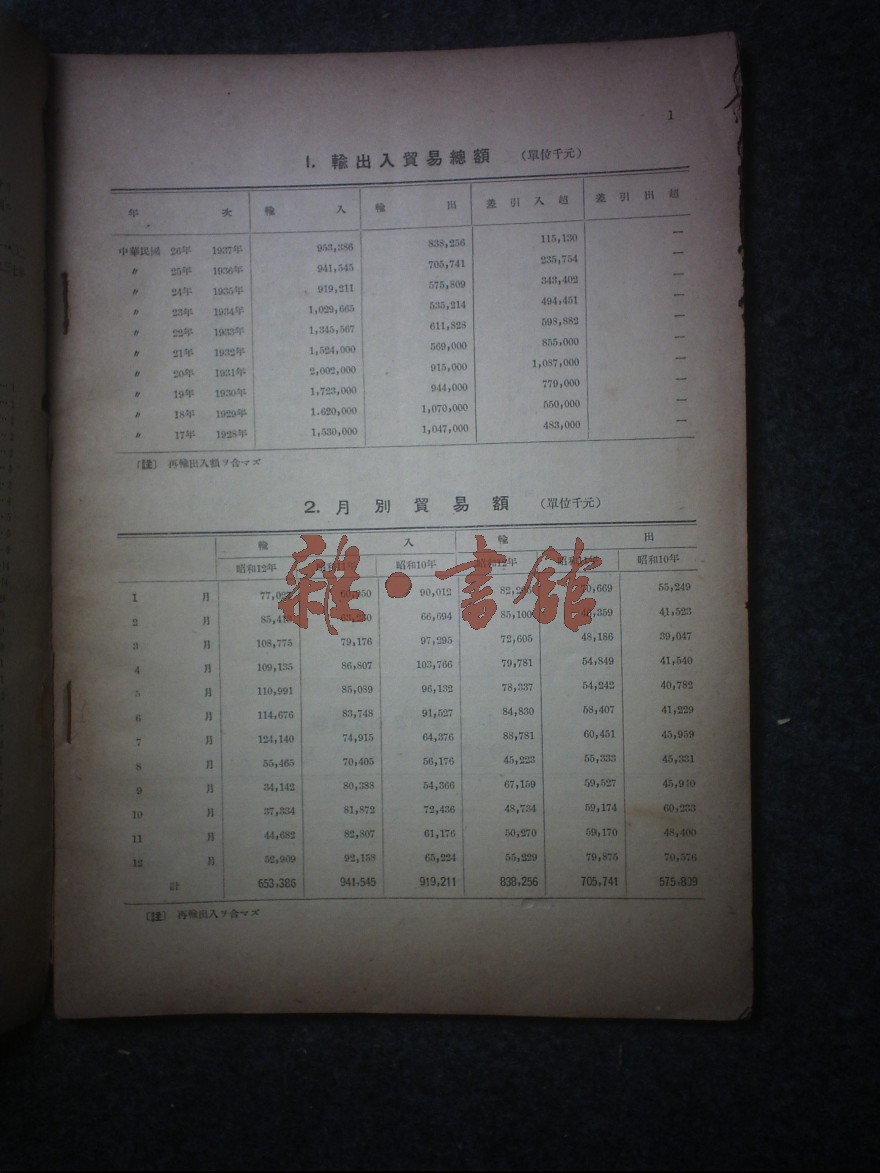 1
1. 輸出入貿易總額 (單位千元)
年 次 輸 入 輸 出 差引入超 差引出超
中華民國 26年 1937年 953,386 838,256 115,130 —
〃 25年 1936年 941,545 705,741 235,754 —
〃 24年 1935年 919,211 575,809 343,402 —
〃 23年 1934年 1,029,665 535,214 494,451 —
〃 22年 1933年 1,345,567 611,828 598,882 —
〃 21年 1932年 1,524,000 569,000 855,000 —
〃 20年 1931年 2,002,000 915,000 1,087,000 —
〃 19年 1930年 1,723,000 944,000 779,000 —
〃 18年 1929年 1.620,000 1,070,000 550,000 —
〃 17年 1928年 1,530,000 1,047,000 483,000 —
〔註〕 再輸出入額ヲ含マズ
2. 月別貿易額 (單位千元)
輸 入 輸 出
昭和12年 昭和11年 昭和10年 昭和12年 昭和11年 昭和10年
1 月 90,012 55,249
2 月 66,694 41,523
3 月 108,775 79,176 97,295 72,605 48,186 39,047
4 月 109,135 86,807 103,766 79,781 54,849 41,540
5 月 110,991 85,089 96,132 78,337 54,242 40,782
6 月 114,676 83,748 91,527 84,830 58,407 41,229
7 月 124,140 74,915 64,376 88,781 60,451 45,959
8 月 55,465 70,405 56,176 45,223 55,333 45,331
9 月 34,142 80,388 54,366 67,159 59,527 45,940
10 月 37,334 81,872 72,436 48,734 59,174 60,233
11 月 44,682 82,807 61,176 50,270 59,170 48,400
12 月 52,909 92,158 65,224 55,229 79,875 70,576
計 653,386 941,545 919,211 838,256 705,741 575,809
〔註〕 再輸出入ヲ含マズ
雜·書館